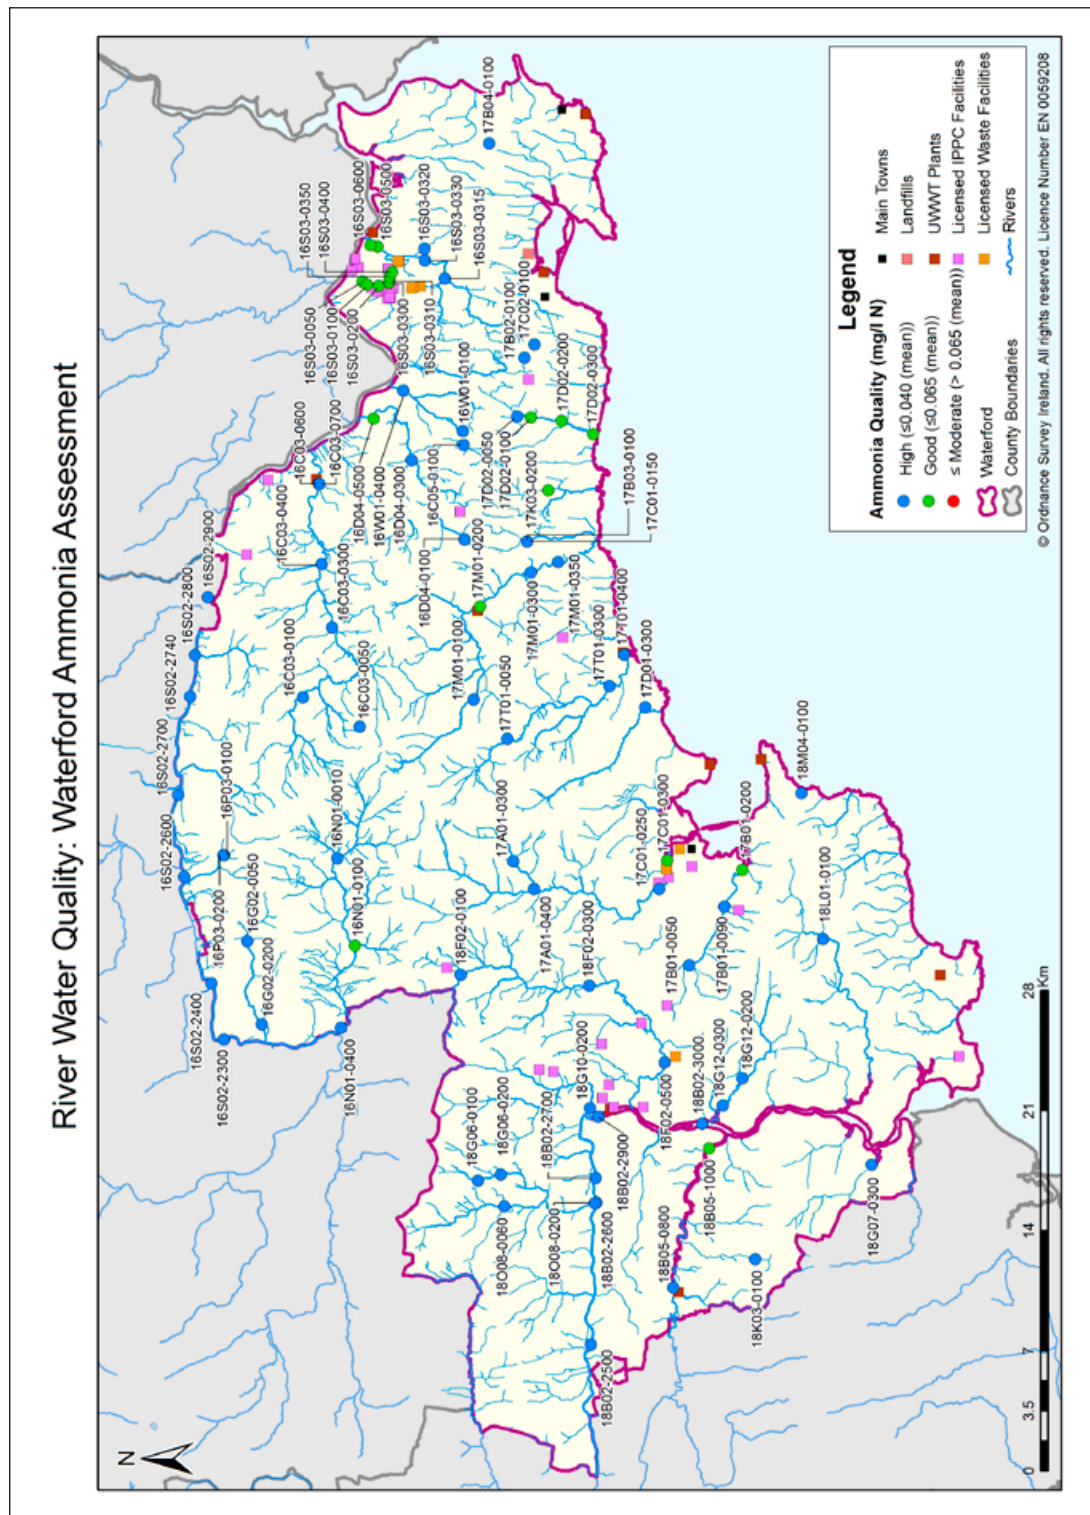 River Water Quality: Waterford Ammonia Assessment
N
16S02-2300
16S02-2400
16P03-0200
16S02-2600
16S02-2700
16S02-2740
16S02-2800
16S02-2900
16G02-0200
16G02-0050
16P03-0100
16N01-0400
16N01-0100
16N01-0010
16C03-0050
16C03-0100
16C03-0300
16C03-0400
16C03-0600
16C03-0700
16D04-0500
16W01-0400
16D04-0300
16C05-0100
16D04-0100
16W01-0100
16S03-0050
16S03-0100
16S03-0200
16S03-0300
16S03-0310
16S03-0350
16S03-0400
16S03-0600
16S03-0500
16S03-0320
16S03-0330
16S03-0315
17B04-0100
17B02-0100
17C02-0100
17D02-0050
17D02-0100
17D02-0200
17D02-0300
17K03-0200
17B03-0100
17C01-0150
17M01-0100
17M01-0200
17M01-0300
17M01-0350
17T01-0050
17T01-0300
17T01-0400
17D01-0300
17A01-0300
17A01-0400
17C01-0250
17C01-0300
17B01-0050
17B01-0090
17B01-0200
18F02-0100
18F02-0300
18F02-0500
18G10-0200
18G06-0100
18G06-0200
18O08-0060
18O08-0200
18B02-2500
18B02-2600
18B02-2700
18B02-2900
18B02-3000
18G12-0300
18G12-0200
18B05-0800
18B05-1000
18K03-0100
18G07-0300
18L01-0100
18M04-0100
0
3.5
7
14
21
28
Km
Legend
Ammonia Quality (mg/l N)
High (≤0.040 (mean))
Good (≤0.065 (mean))
≤ Moderate (> 0.065 (mean))
Waterford
County Boundaries
Main Towns
Landfills
UWWT Plants
Licensed IPPC Facilities
Licensed Waste Facilities
Rivers
© Ordnance Survey Ireland. All rights reserved. Licence Number EN 0059208